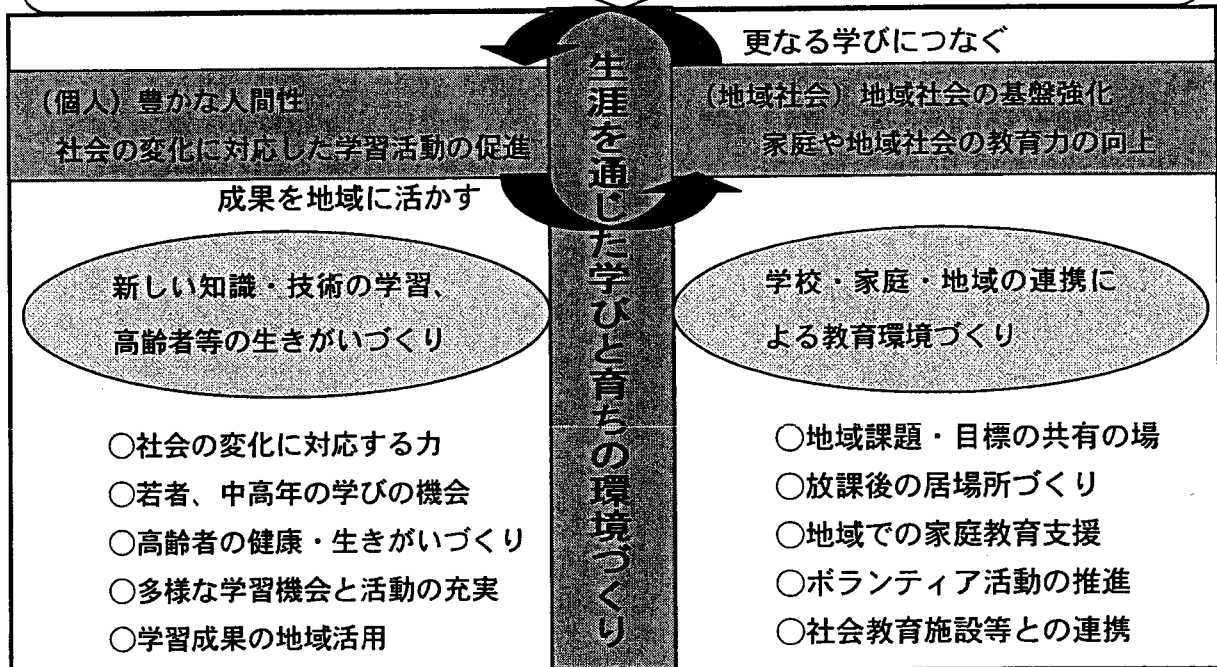 更なる学びにつなぐ
生涯を通じた学びと育ちの環境づくり
(個人)豊かな人間性
社会の変化に対応した学習活動の促進
(地域社会)地域社会の基盤強化
家庭や地域社会の教育力の向上
成果を地域に活かす
新しい知識・技術の学習、
高齢者等の生きがいづくり
学校・家庭・地域の連携に
よる教育環境づくり
○社会の変化に対応する力
○若者、中高年の学びの機会
○高齢者の健康・生きがいづくり
○多様な学習機会と活動の充実
○学習成果の地域活用
○地域課題・目標の共有の場
○放課後の居場所づくり
○地域での家庭教育支援
○ボランティア活動の推進
○社会教育施設等との連携